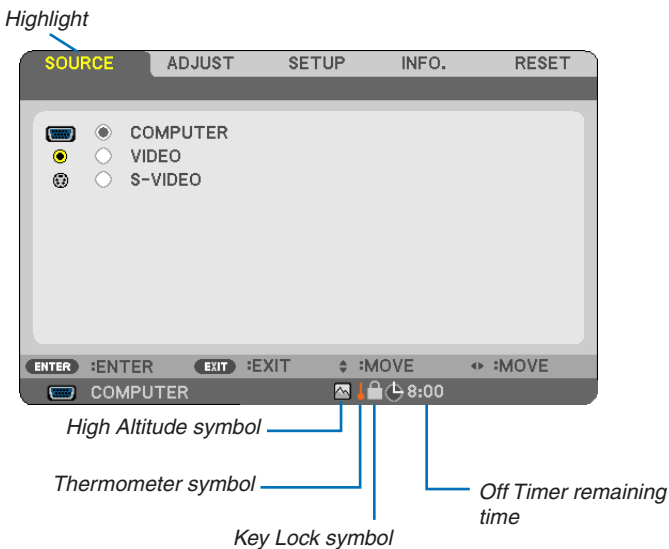 Highlight
SOURCE ADJUST SETUP INFO. RESET
COMPUTER
VIDEO
S-VIDEO
ENTER :ENTER EXIT :EXIT :MOVE :MOVE
COMPUTER 8:00
High Altitude symbol
Thermometer symbol
Off Timer remaining
time
Key Lock symbol